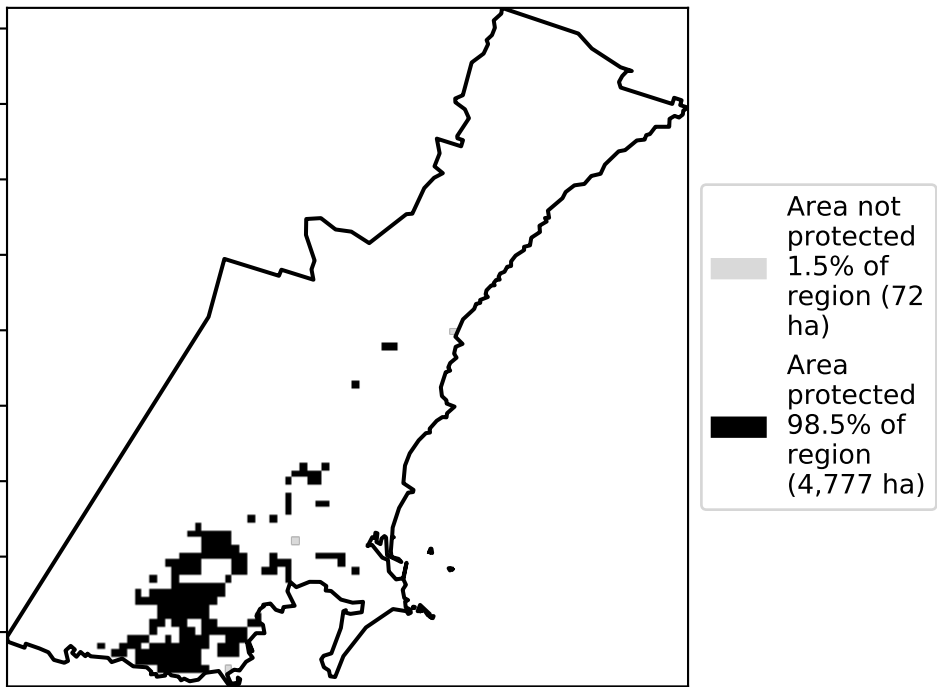 Area not
protected
1.5% of
region (72
ha)
Area
protected
98.5% of
region
(4,777 ha)